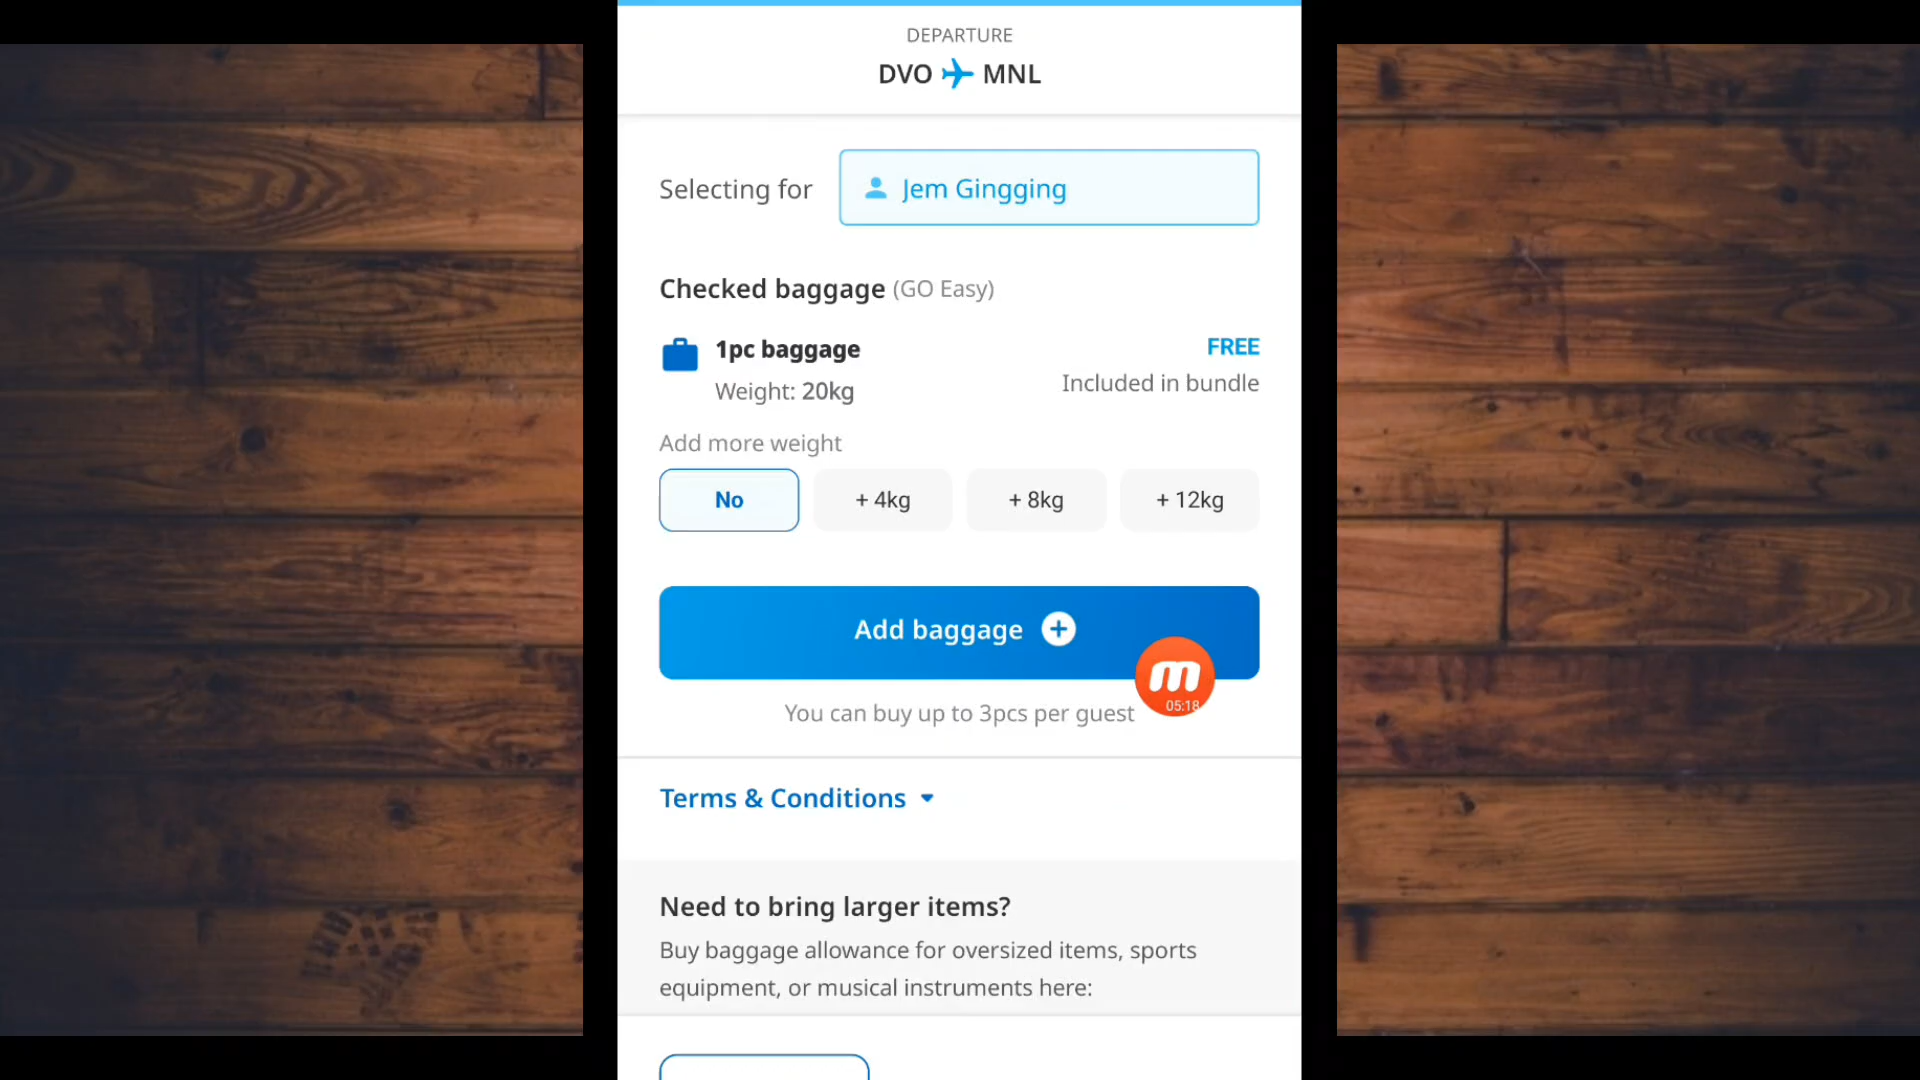 DEPARTURE
DVO MNL
Selecting for Jem Gingging
Checked baggage (GO Easy)
1pc baggage FREE
Weight: 20kg Included in bundle
Add more weight
No + 4kg + 8kg + 12kg
Add baggage
m
05:18
You can buy up to 3pcs per guest
Terms & Conditions
Need to bring larger items?
Buy baggage allowance for oversized items, sports
equipment, or musical instruments here: